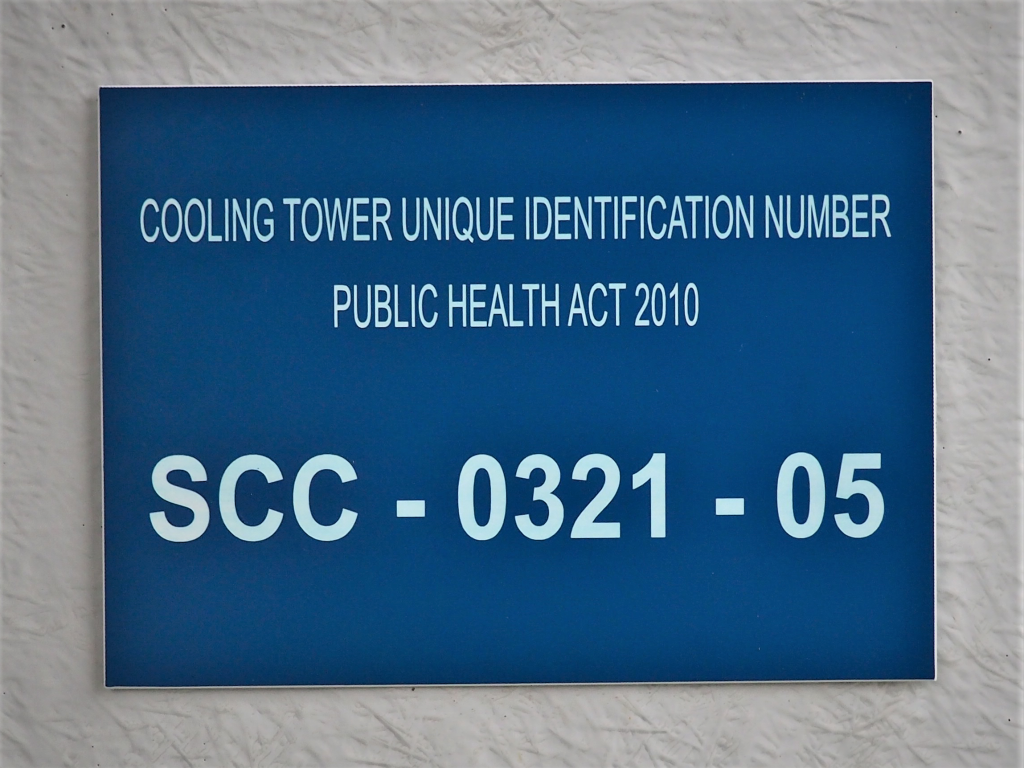 COOLING TOWER UNIQUE IDENTIFICATION NUMBER
PUBLIC HEALTH ACT 2010
SCC - 0321 - 05